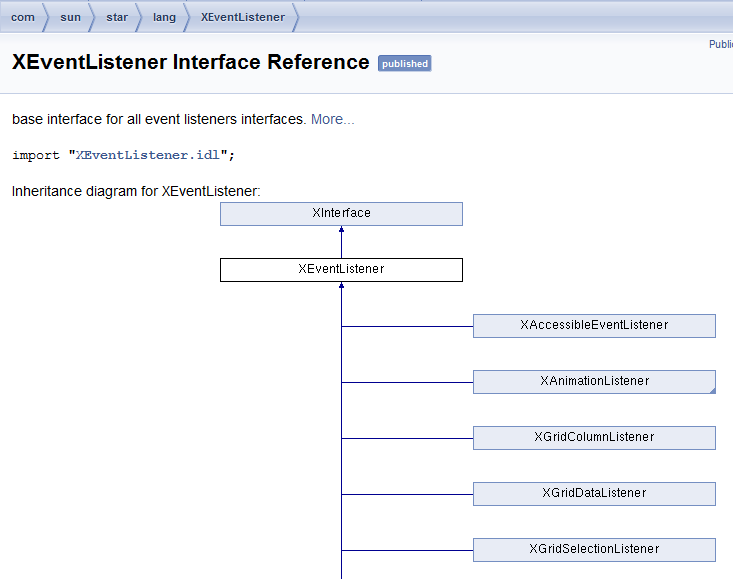 com sun star lang XEventListener
Publi
XEventListener Interface Reference published
base interface for all event listeners interfaces. More...
import "XEventListener.idl";
Inheritance diagram for XEventListener:
XInterface
XEventListener
XAccessibleEventListener
XAnimationListener
XGridColumnListener
XGridDataListener
XGridSelectionListener